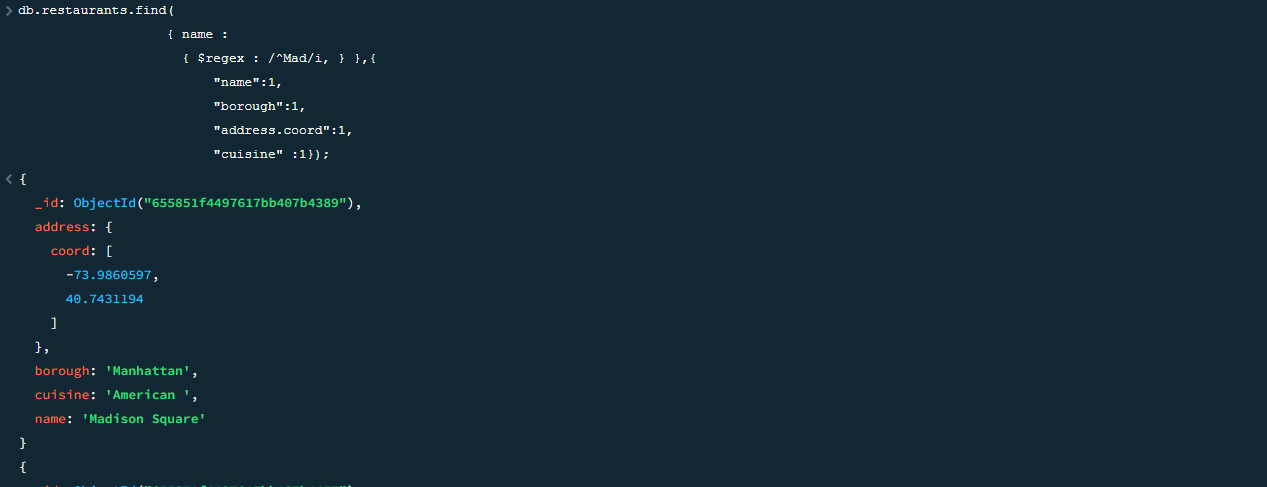 db.restaurants.find(
{ name :
{ $regex : /^Mad/i, } },{
"name":1,
"borough":1,
"address.coord":1,
"cuisine" :1});
{
_id: ObjectId("655851f4497617bb407b4389"),
address: {
coord: [
-73.9860597,
40.7431194
]
},
borough: 'Manhattan',
cuisine: 'American ',
name: 'Madison Square'
}
{